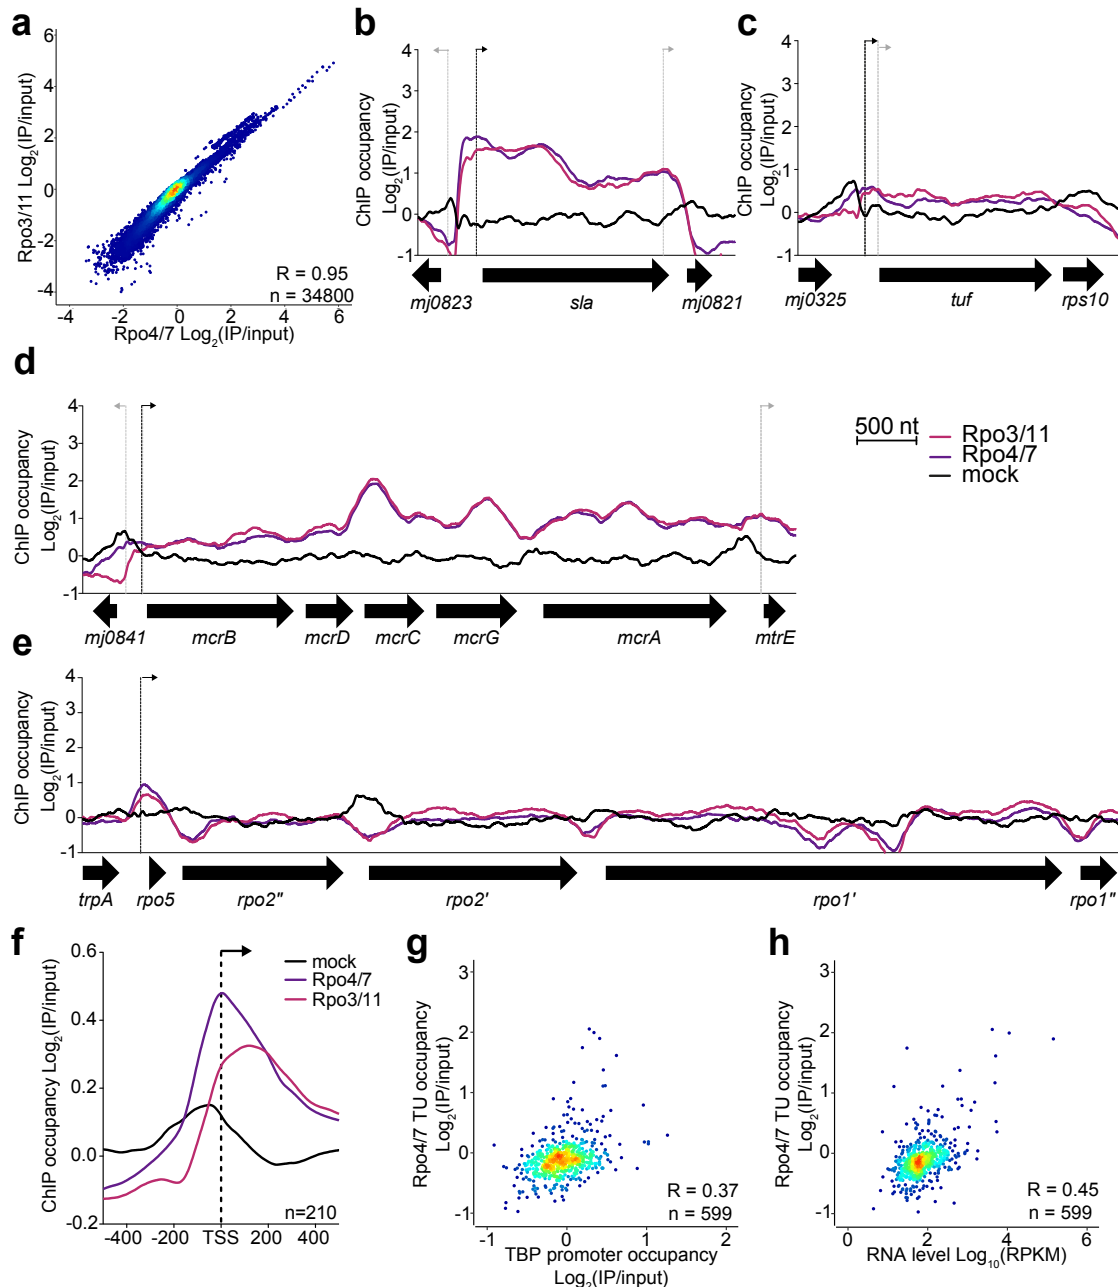 a
Rpo3/11 Log2(IP/input)
6
4
2
0
-2
-4
-4
-2
0
2
4
6
R = 0.95
n = 34800
Rpo4/7 Log2(IP/input)
b
ChIP occupancy
Log2(IP/input)
4
3
2
1
0
-1
mj0823
sla
mj0821
c
ChIP occupancy
Log2(IP/input)
4
3
2
1
0
-1
mj0325
tuf
rps10
d
ChIP occupancy
Log2(IP/input)
4
3
2
1
0
-1
mj0841
mcrB
mcrD
mcrC
mcrG
mcrA
mtrE
500 nt
Rpo3/11
Rpo4/7
mock
e
ChIP occupancy
Log2(IP/input)
4
3
2
1
0
-1
trpA
rpo5
rpo2"
rpo2'
rpo1'
rpo1"
f
ChIP occupancy Log2(IP/input)
0.6
0.4
0.2
0.0
-0.2
mock
Rpo4/7
Rpo3/11
n=210
-400
-200
TSS
200
400
g
Rpo4/7 TU occupancy
Log2(IP/input)
3
2
1
0
-1
R = 0.37
n = 599
-1
0
1
2
TBP promoter occupancy
Log2(IP/input)
h
Rpo4/7 TU occupancy
Log2(IP/input)
3
2
1
0
-1
R = 0.45
n = 599
0
2
4
6
RNA level Log10(RPKM)